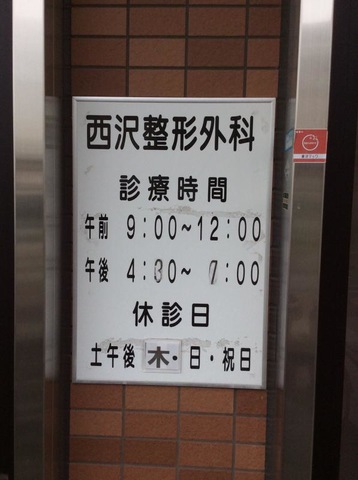 西沢整形外科
診療時間
午前 9:00~12:00
午後 4:30~7:00
休診日
土午後 木・日・祝日